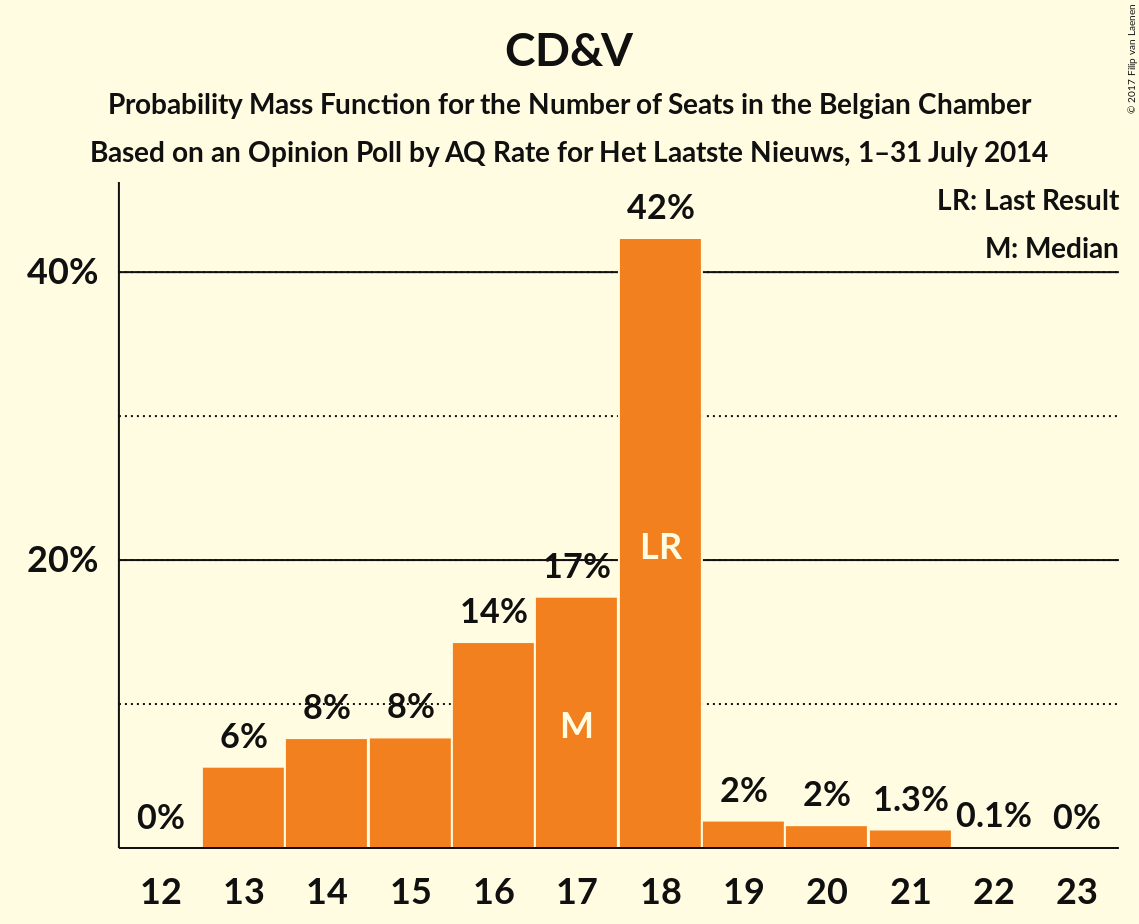 © 2017 Filip van Laenen
CD&V
Probability Mass Function for the Number of Seats in the Belgian Chamber
Based on an Opinion Poll by AQ Rate for Het Laatste Nieuws, 1–31 July 2014
LR: Last Result
M: Median
40%
20%
0%
6%
8%
8%
14%
17%
42%
2%
2%
1.3%
0.1%
0%
LR
M
12 13 14 15 16 17 18 19 20 21 22 23